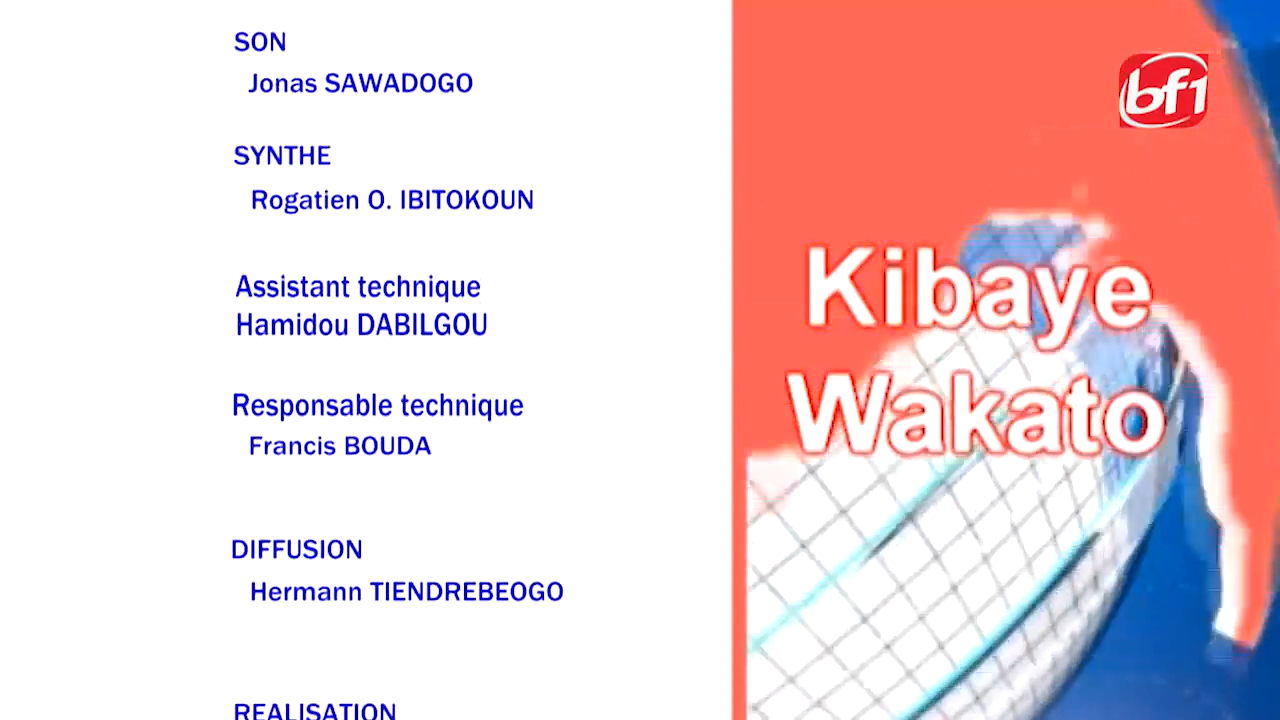 SON
Jonas SAWADOGO
SYNTHE
Rogatien O. IBITOKOUN
Assistant technique
Hamidou DABILGOU
Responsable technique
Francis BOUDA
DIFFUSION
Hermann TIENDREBEOGO
REALISATION
bf1
Kibaye
Wakato